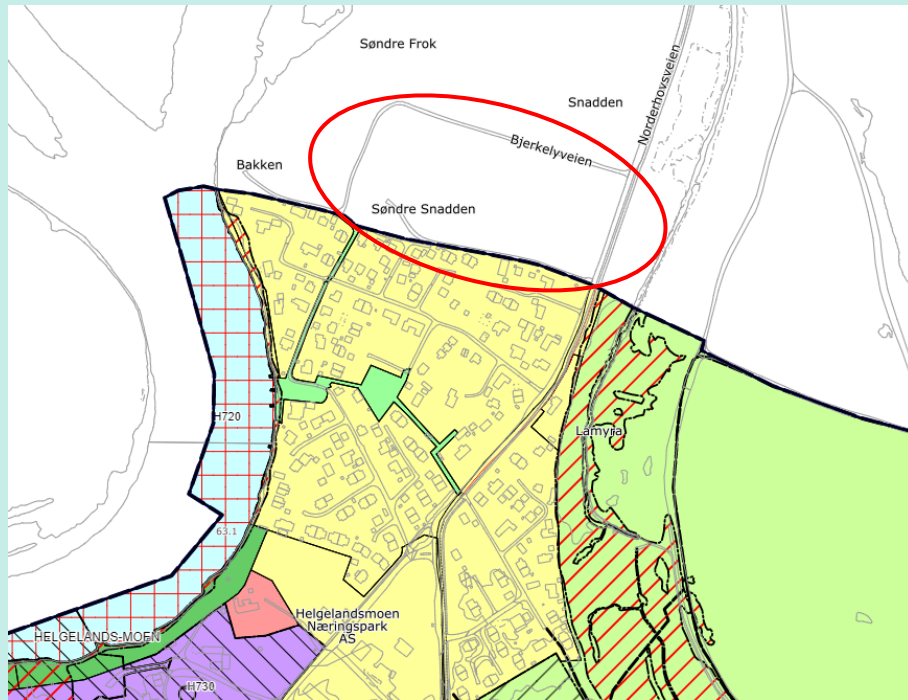 Søndre Frok
Norderhovsveien
Snadden
Bjerkelyveien
Bakken
Søndre Snadden
H720
Lamyra
63.1
Helgelandsmoen
Næringspark
AS
HELGELANDS-MOEN
H730